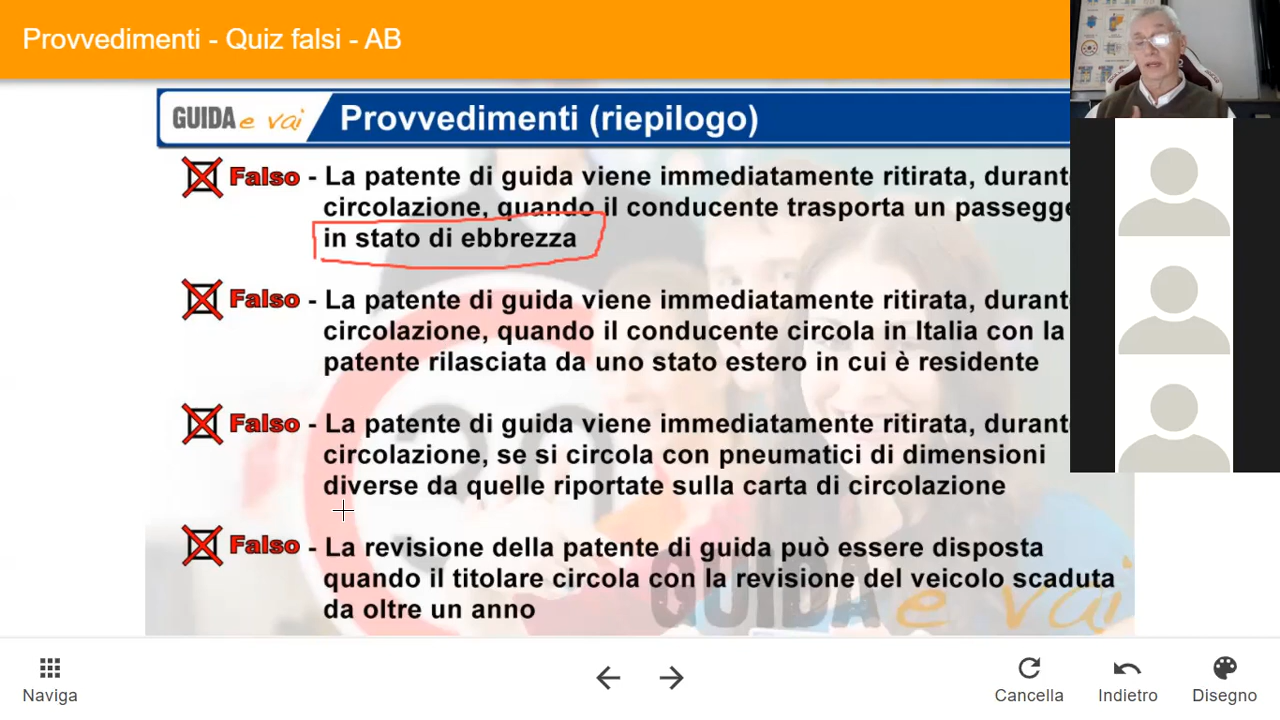 Provvedimenti - Quiz falsi - AB
GUIDA e vai Provvedimenti (riepilogo)
Falso - La patente di guida viene immediatamente ritirata, durant
circolazione, quando il conducente trasporta un passegge
in stato di ebbrezza
Falso - La patente di guida viene immediatamente ritirata, durant
circolazione, quando il conducente circola in Italia con la
patente rilasciata da uno stato estero in cui è residente
Falso - La patente di guida viene immediatamente ritirata, durant
circolazione, se si circola con pneumatici di dimensioni
diverse da quelle riportate sulla carta di circolazione
Falso - La revisione della patente di guida può essere disposta
quando il titolare circola con la revisione del veicolo scaduta
da oltre un anno
GUIDA e vai
Naviga
Cancella
Indietro
Disegno